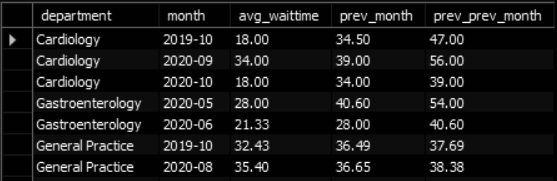 department month avg_waittime prev_month prev_prev_month
Cardiology 2019-10 18.00 34.50 47.00
Cardiology 2020-09 34.00 39.00 56.00
Cardiology 2020-10 18.00 34.00 39.00
Gastroenterology 2020-05 28.00 40.60 54.00
Gastroenterology 2020-06 21.33 28.00 40.60
General Practice 2019-10 32.43 36.49 37.69
General Practice 2020-08 35.40 36.65 38.38